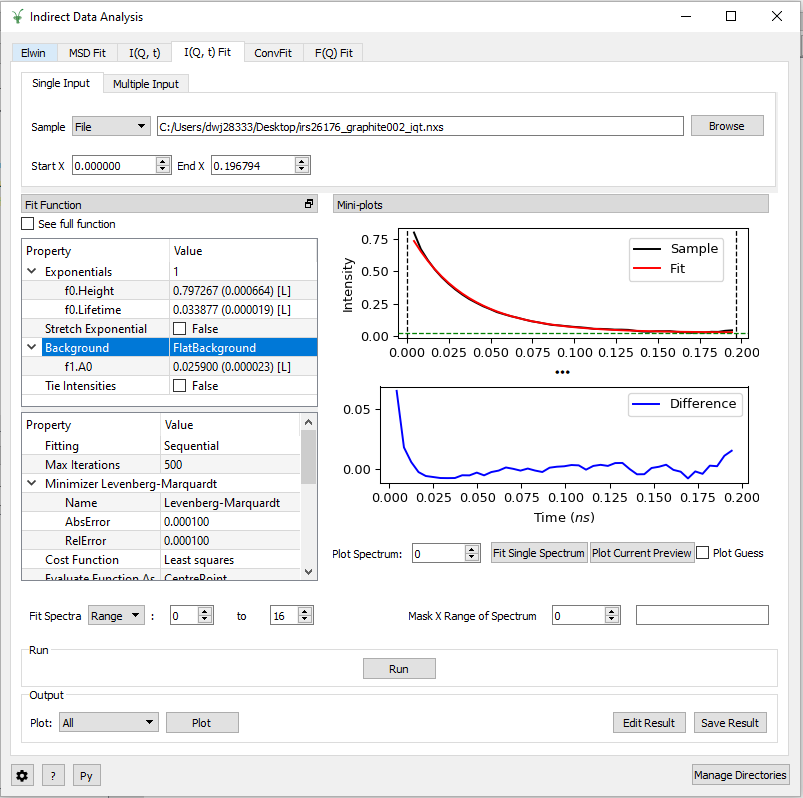 Indirect Data Analysis
Elwin MSD Fit I(Q, t) I(Q, t) Fit ConvFit F(Q) Fit
Single Input Multiple Input
Sample File C:/Users/dwj28333/Desktop/irs26176_graphite002_iqt.nxs Browse
Start X 0.000000 End X 0.196794
Fit Function
See full function
Property Value
Exponentials 1
f0.Height 0.797267 (0.000664) [L]
f0.Lifetime 0.033877 (0.000019) [L]
Stretch Exponential False
Background FlatBackground
f1.A0 0.025900 (0.000023) [L]
Tie Intensities False
Property Value
Fitting Sequential
Max Iterations 500
Minimizer Levenberg-Marquardt
Name Levenberg-Marquardt
AbsError 0.000100
RelError 0.000100
Cost Function Least squares
Evaluate Function As CentrePoint
Mini-plots
Intensity
0.75
0.50
0.25
0.00
Sample
Fit
0.000 0.025 0.050 0.075 0.100 0.125 0.150 0.175 0.200
0.05
0.00
Difference
0.000 0.025 0.050 0.075 0.100 0.125 0.150 0.175 0.200
Time (ns)
Plot Spectrum: 0 Fit Single Spectrum Plot Current Preview Plot Guess
Fit Spectra Range : 0 to 16 Mask X Range of Spectrum 0
Run
Run
Output
Plot: All Plot Edit Result Save Result
? Py Manage Directories